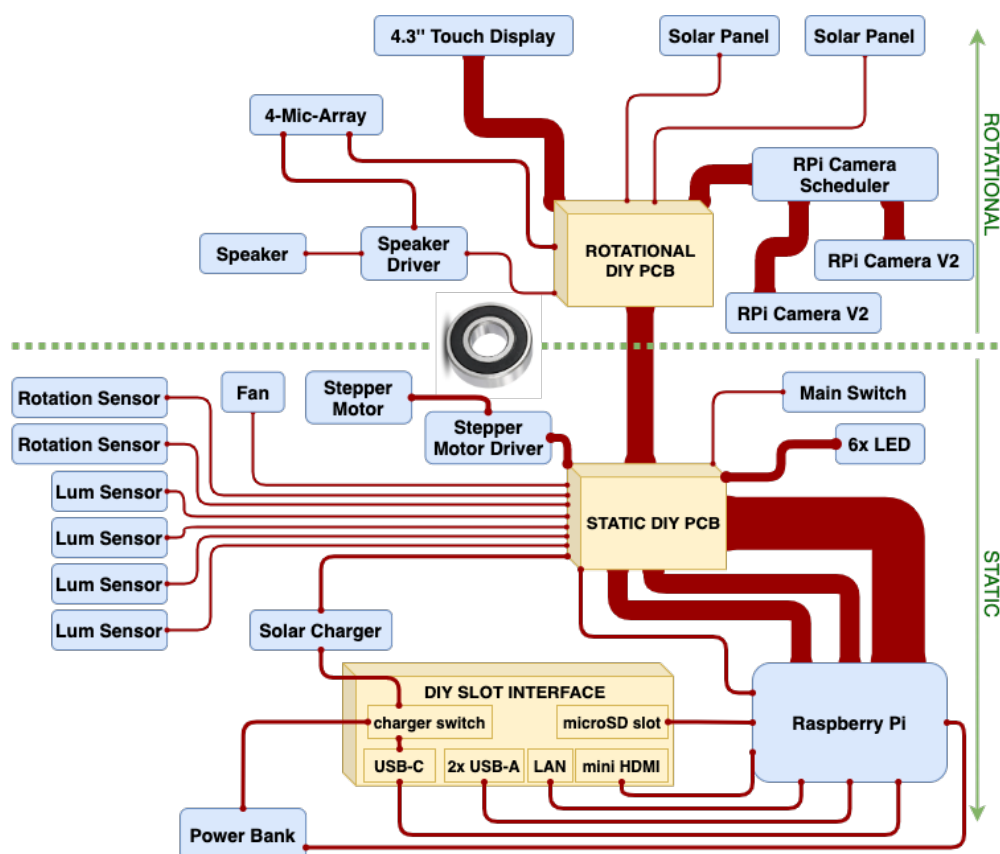 4.3" Touch Display
Solar Panel
Solar Panel
4-Mic-Array
RPi Camera
Scheduler
ROTATIONAL
Speaker
Speaker
Driver
ROTATIONAL
DIY PCB
RPi Camera V2
RPi Camera V2
Rotation Sensor
Fan
Stepper
Motor
Main Switch
Rotation Sensor
Stepper
Motor Driver
6x LED
Lum Sensor
STATIC DIY PCB
Lum Sensor
Lum Sensor
STATIC
Lum Sensor
Solar Charger
DIY SLOT INTERFACE
charger switch
microSD slot
Raspberry Pi
USB-C
2x USB-A
LAN
mini HDMI
Power Bank